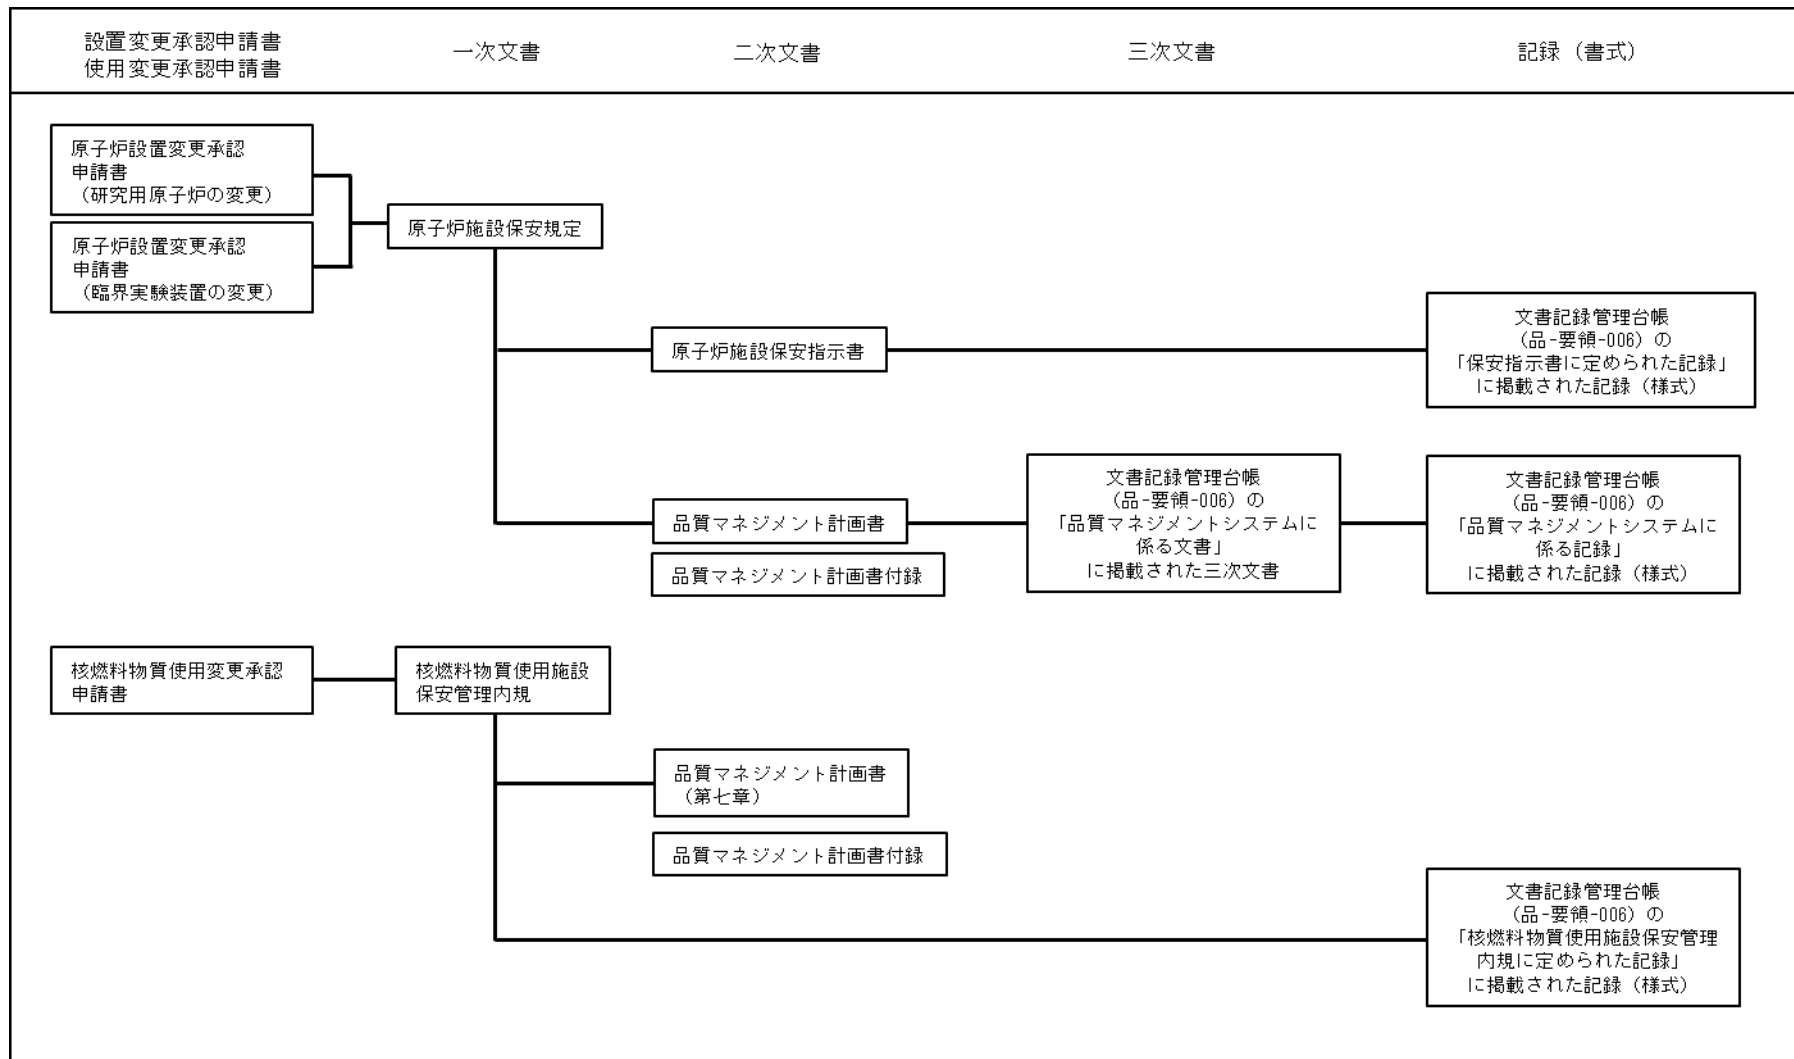 設置変更承認申請書
使用変更承認申請書
一次文書
二次文書
三次文書
記録（書式）
原子炉設置変更承認
申請書
（研究用原子炉の変更）
原子炉設置変更承認
申請書
（臨界実験装置の変更）
原子炉施設保安規定
原子炉施設保安指示書
文書記録管理台帳
（品-要領-006）の
「保安指示書に定められた記録」
に掲載された記録（様式）
品質マネジメント計画書
品質マネジメント計画書付録
文書記録管理台帳
（品-要領-006）の
「品質マネジメントシステムに
係る文書」
に掲載された三次文書
文書記録管理台帳
（品-要領-006）の
「品質マネジメントシステムに
係る記録」
に掲載された記録（様式）
核燃料物質使用変更承認
申請書
核燃料物質使用施設
保安管理内規
品質マネジメント計画書
（第七章）
品質マネジメント計画書付録
文書記録管理台帳
（品-要領-006）の
「核燃料物質使用施設保安管理
内規に定められた記録」
に掲載された記録（様式）